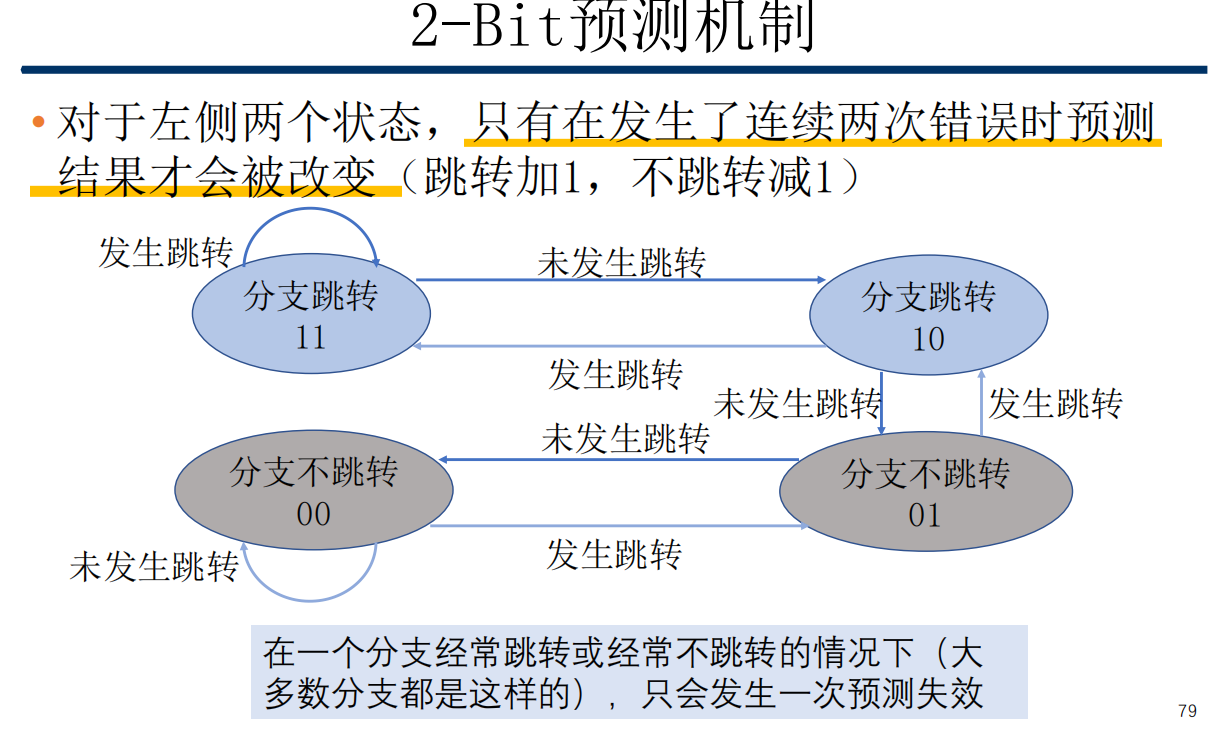 2-Bit预测机制
• 对于左侧两个状态，只有在发生了连续两次错误时预测
结果才会被改变（跳转加1，不跳转减1）
发生跳转
未发生跳转
分支跳转
11
分支跳转
10
发生跳转
未发生跳转
发生跳转
未发生跳转
分支不跳转
00
分支不跳转
01
未发生跳转
发生跳转
在一个分支经常跳转或经常不跳转的情况下（大
多数分支都是这样的），只会发生一次预测失效
79